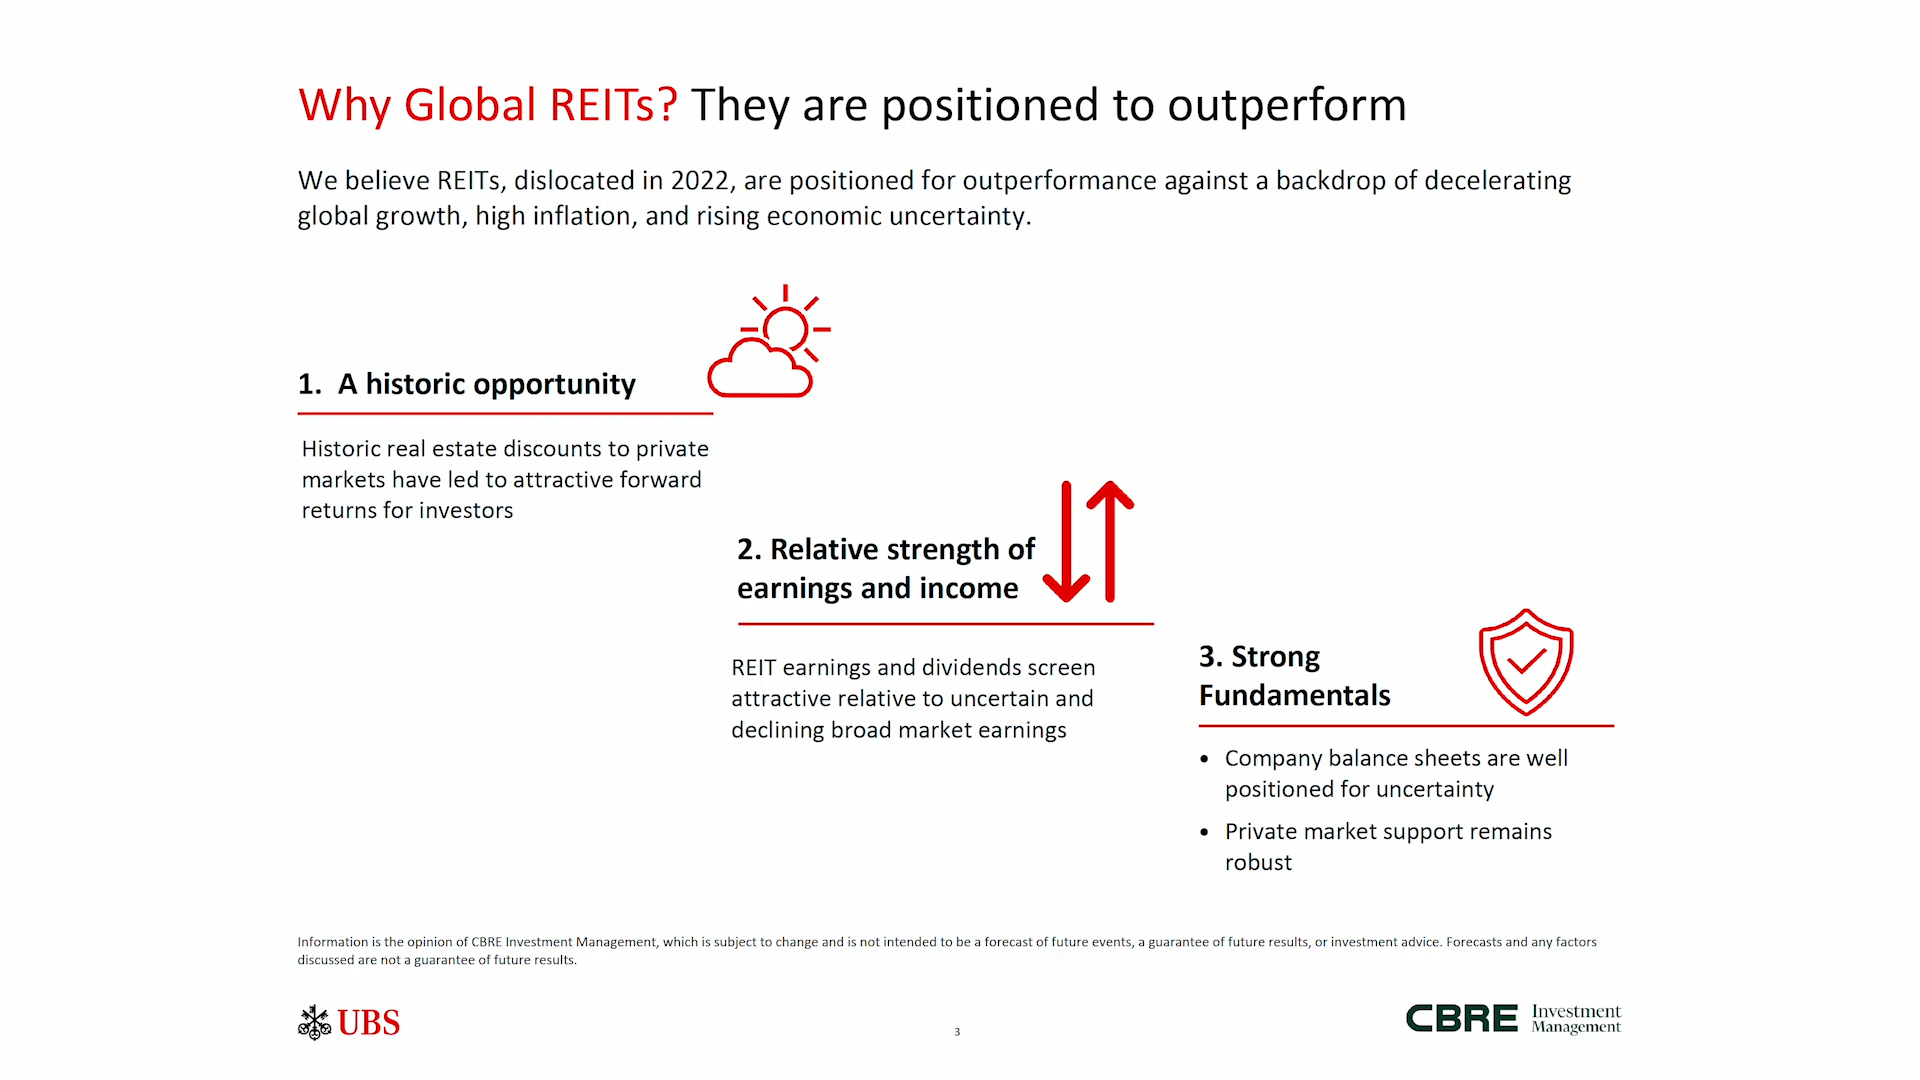 Why Global REITs? They are positioned to outperform
We believe REITs, dislocated in 2022, are positioned for outperformance against a backdrop of decelerating
global growth, high inflation, and rising economic uncertainty.
1. A historic opportunity
Historic real estate discounts to private
markets have led to attractive forward
returns for investors
2. Relative strength of
earnings and income
REIT earnings and dividends screen
attractive relative to uncertain and
declining broad market earnings
3. Strong
Fundamentals
• Company balance sheets are well
positioned for uncertainty
• Private market support remains
robust
Information is the opinion of CBRE Investment Management, which is subject to change and is not intended to be a forecast of future events, a guarantee of future results, or investment advice. Forecasts and any factors
discussed are not a guarantee of future results.
UBS
3
CBRE Investment
Management